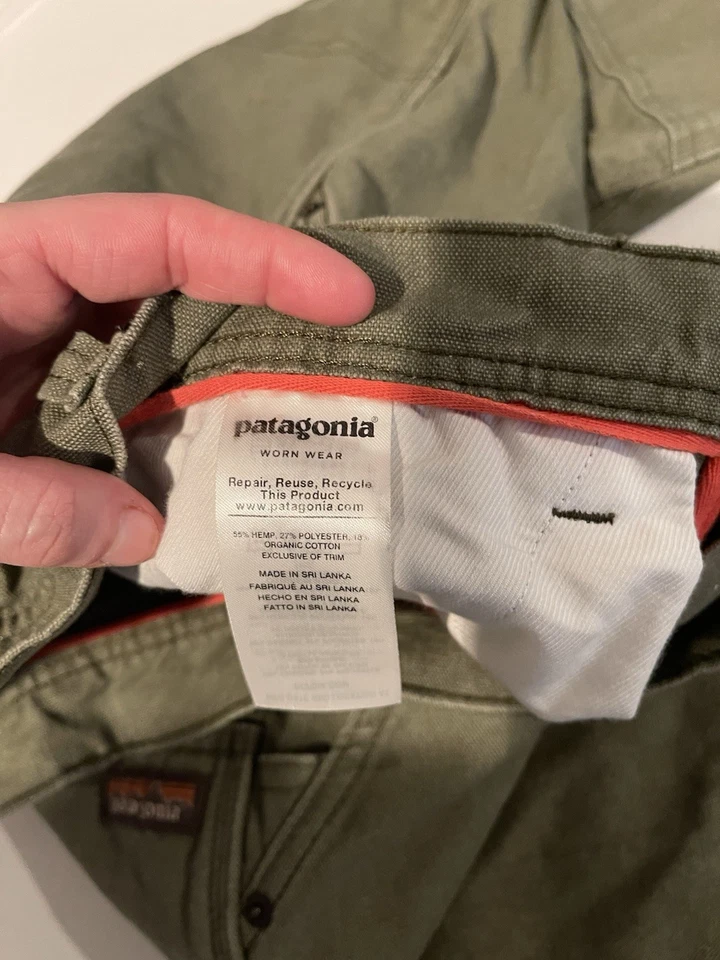 patagonia®
WORN WEAR
Repair, Reuse, Recycle
This Product
www.patagonia.com
55% HEMP, 27% POLYESTER, 18%
ORGANIC COTTON
EXCLUSIVE OF TRIM
MADE IN SRI LANKA
FABRIQUÉ AU SRI LANKA
HECHO EN SRI LANKA
FATTO IN SRI LANKA